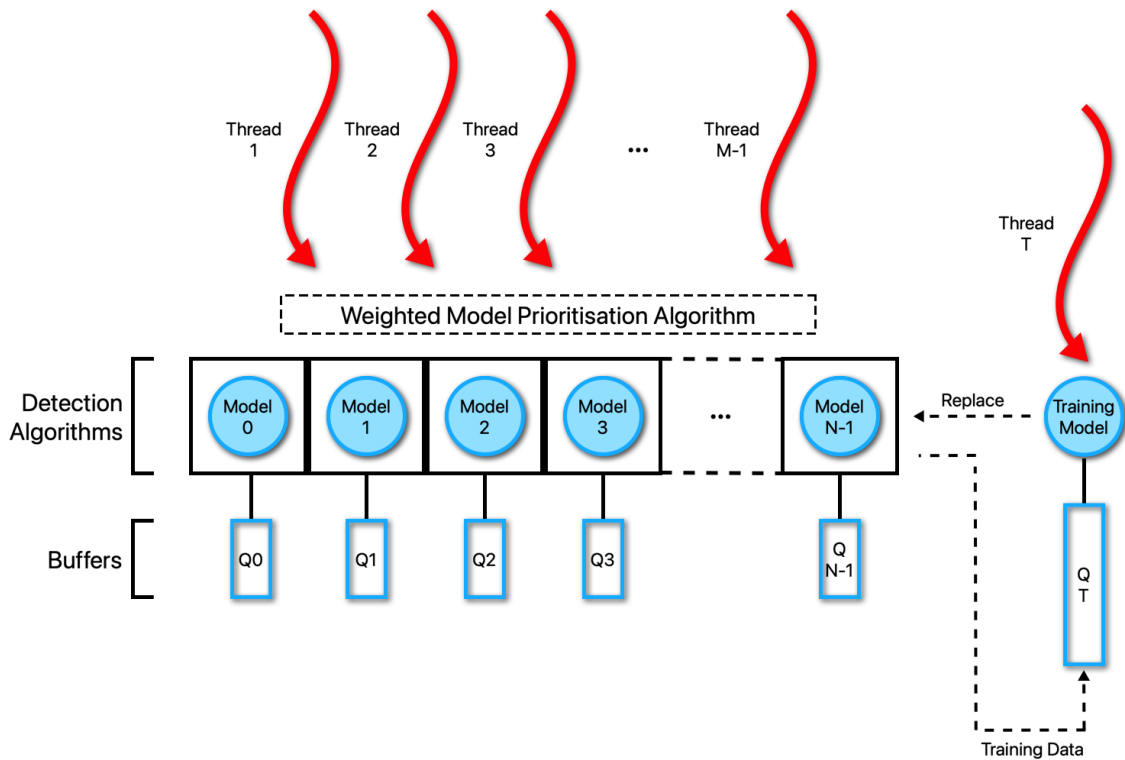 Thread
1
Thread
2
Thread
3
...
Thread
M-1
Thread
T
Weighted Model Prioritisation Algorithm
Detection
Algorithms
Model
0
Model
1
Model
2
Model
3
...
Model
N-1
Replace
Training
Model
Buffers
Q0
Q1
Q2
Q3
Q
N-1
Q
T
Training Data